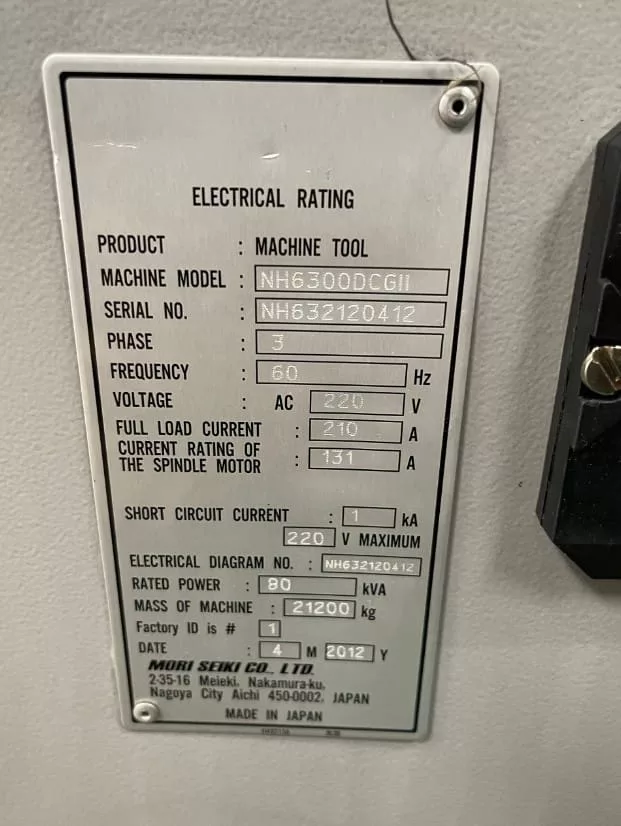 ELECTRICAL RATING
PRODUCT : MACHINE TOOL
MACHINE MODEL : NH6300DCGII
SERIAL NO. : NH632120412
PHASE : 3
FREQUENCY : 60 Hz
VOLTAGE : AC 220 V
FULL LOAD CURRENT : 210 A
CURRENT RATING OF
THE SPINDLE MOTOR : 131 A
SHORT CIRCUIT CURRENT : 1 kA
220 V MAXIMUM
ELECTRICAL DIAGRAM NO. : NH632120412
RATED POWER : 80 kVA
MASS OF MACHINE : 21200 kg
Factory ID is # 1
DATE : 4 M 2012 Y
MORI SEIKI CO., LTD.
2-35-16 Meieki, Nakamura-ku,
Nagoya City Aichi 450-0002, JAPAN
MADE IN JAPAN